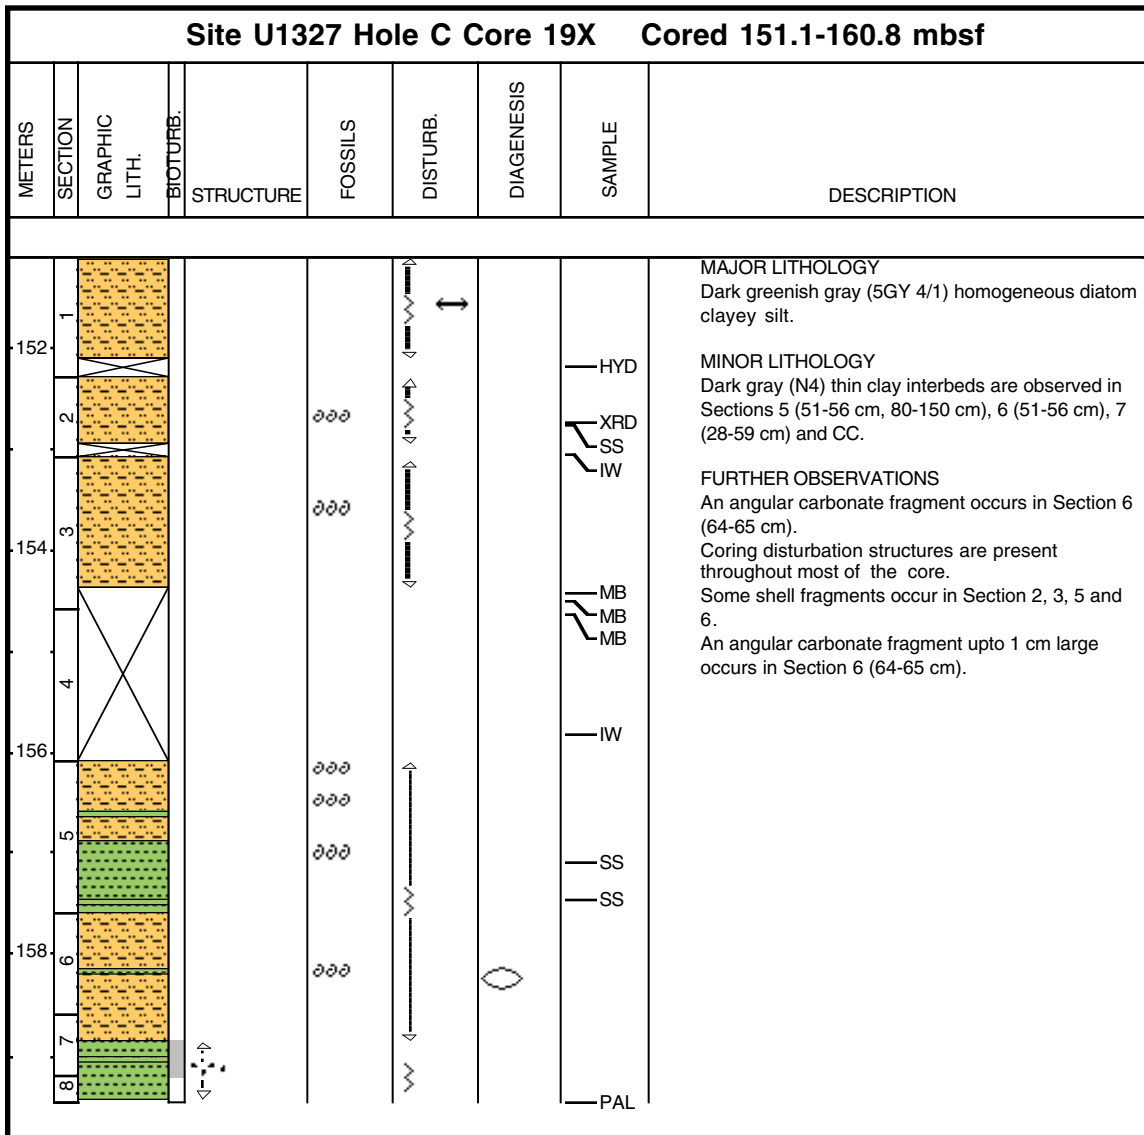 Site U1327 Hole C Core 19X Cored 151.1-160.8 mbsf
METERS
SECTION
GRAPHIC
LITH.
BIOTURB.
STRUCTURE
FOSSILS
DISTURB.
DIAGENESIS
SAMPLE
DESCRIPTION
1
2
3
4
5
6
7
8
152
154
156
158
HYD
XRD
SS
IW
MB
MB
MB
IW
SS
SS
PAL
MAJOR LITHOLOGY
Dark greenish gray (5GY 4/1) homogeneous diatom
clayey silt.
MINOR LITHOLOGY
Dark gray (N4) thin clay interbeds are observed in
Sections 5 (51-56 cm, 80-150 cm), 6 (51-56 cm), 7
(28-59 cm) and CC.
FURTHER OBSERVATIONS
An angular carbonate fragment occurs in Section 6
(64-65 cm).
Coring disturbation structures are present
throughout most of the core.
Some shell fragments occur in Section 2, 3, 5 and
6.
An angular carbonate fragment upto 1 cm large
occurs in Section 6 (64-65 cm).